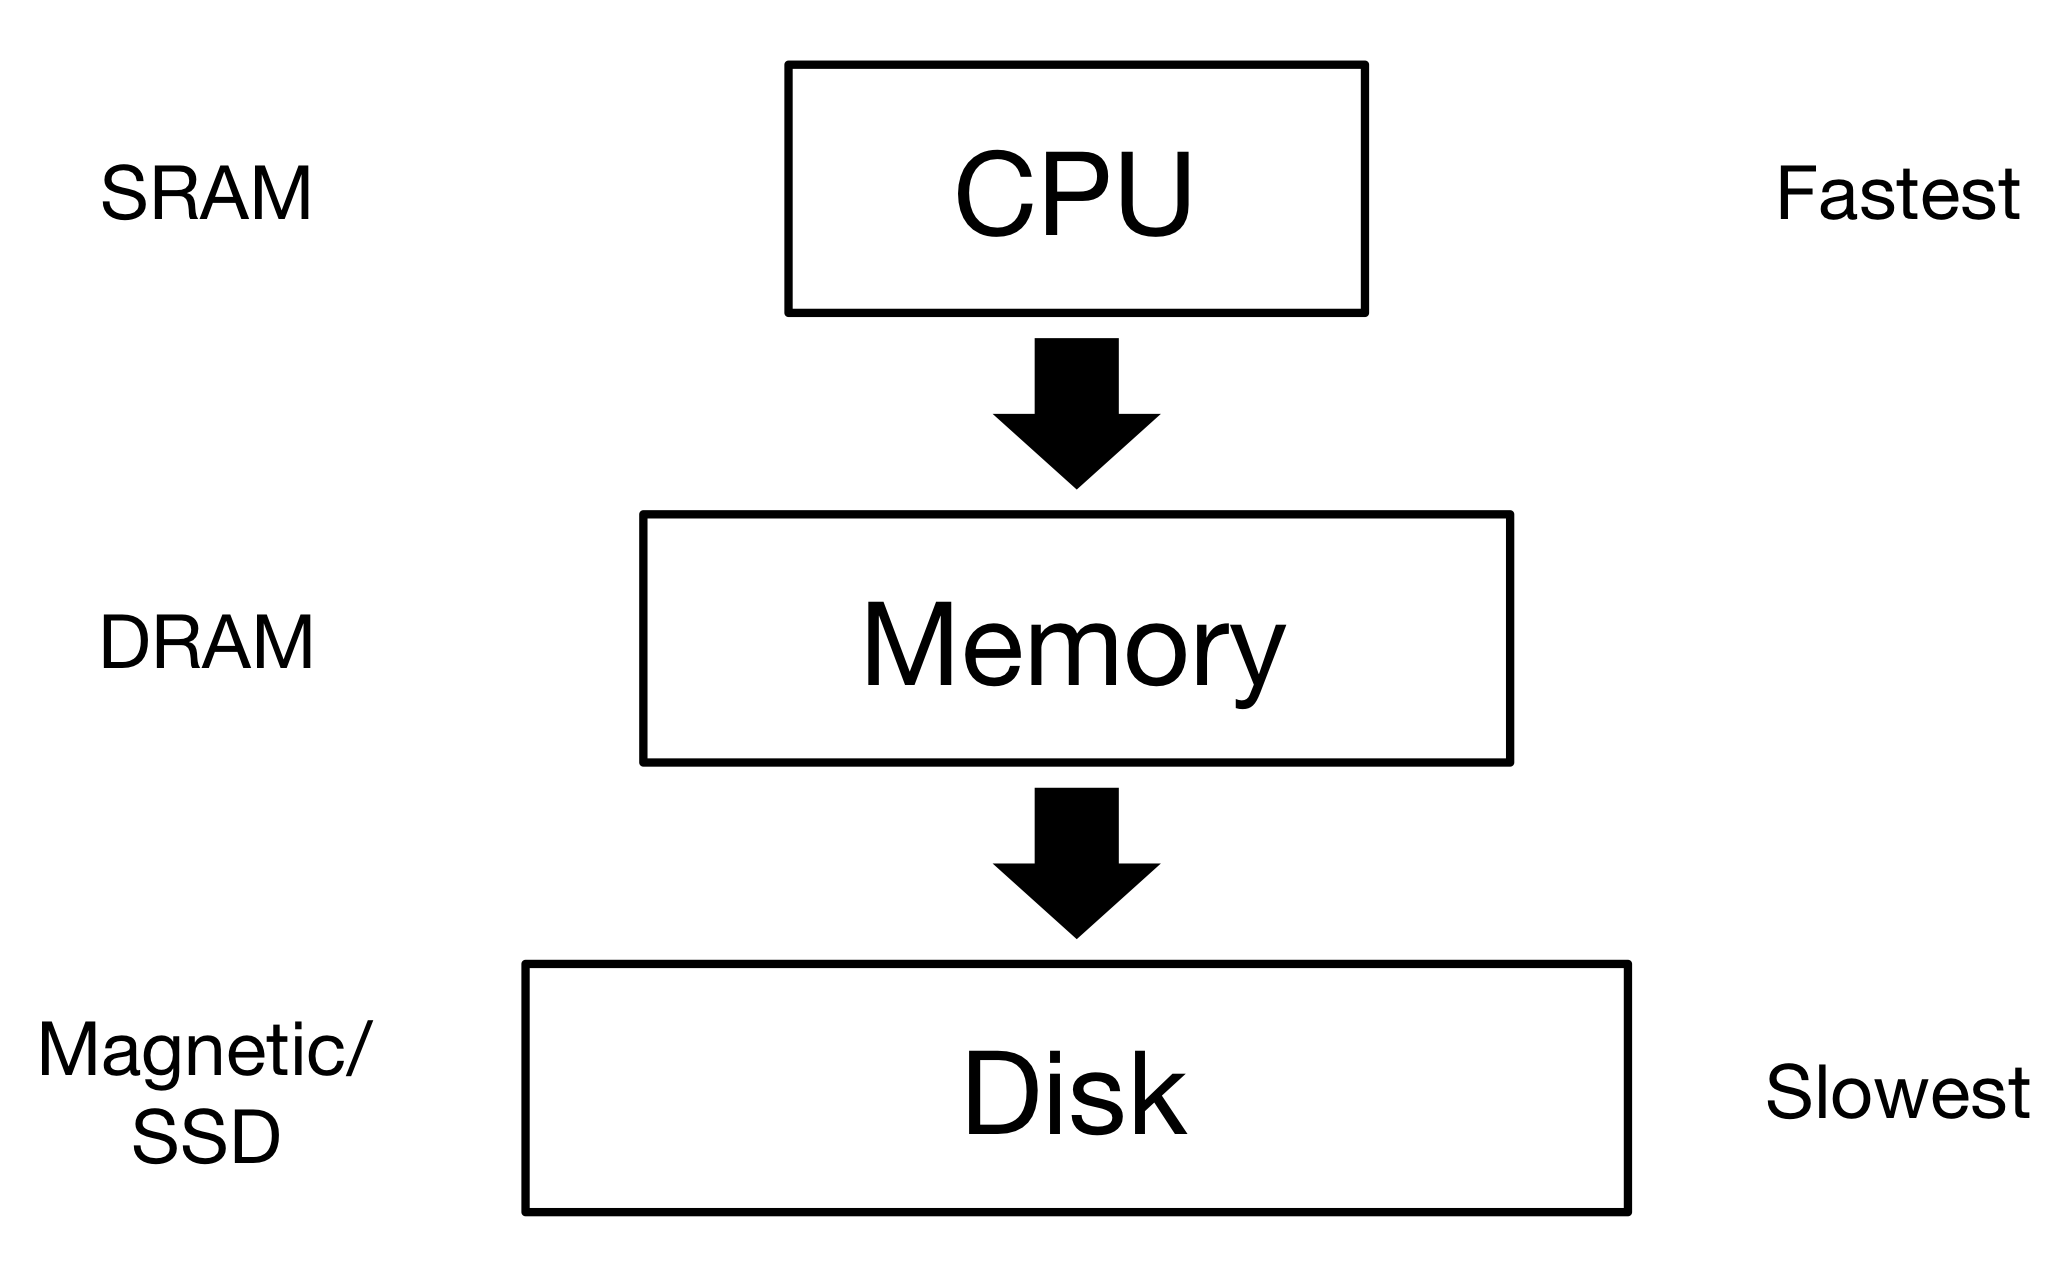 SRAM
CPU
Fastest
DRAM
Memory
Magnetic/
SSD
Disk
Slowest